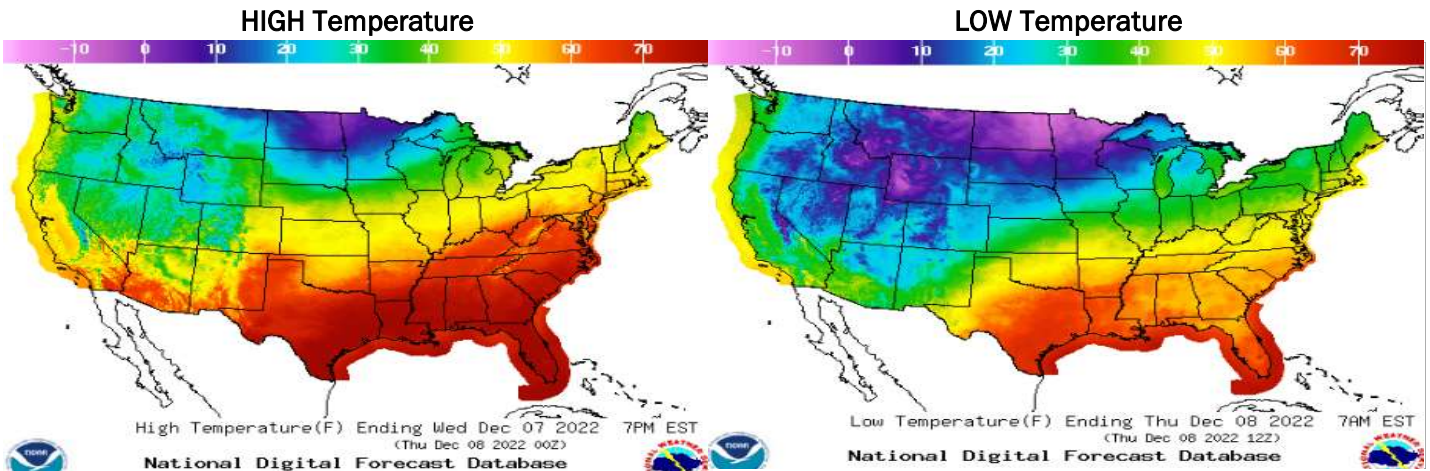 HIGH Temperature
-10 0 10 20 30 40 50 60 70
High Temperature(F) Ending Wed Dec 07 2022 7PM EST
(Thu Dec 08 2022 00Z)
National Digital Forecast Database
LOW Temperature
-10 0 10 20 30 40 50 60 70
Low Temperature(F) Ending Thu Dec 08 2022 7AM EST
(Thu Dec 08 2022 12Z)
National Digital Forecast Database